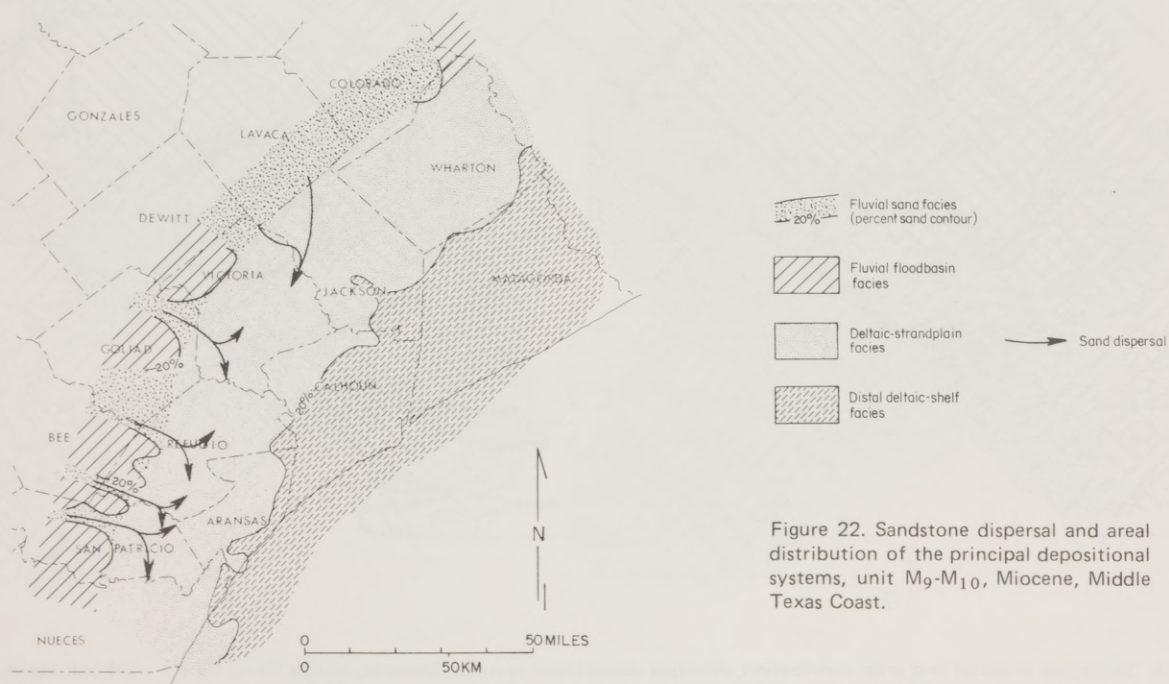 COLORADO
GONZALES
LAVACA
WHARTON
DEWITT
VICTORIA
MATAGORDA
JACKSON
GOLIAD
20%
CALHOUN
20%
BEE
REFUGIO
20%
ARANSAS
SAN PATRICIO
NUECES
N
0 50 MILES
0 50KM
20%
Fluvial sand facies
(percent sand contour)
Fluvial floodbasin
facies
Deltaic-strandplain
facies
Sand dispersal
Distal deltaic-shelf
facies
Figure 22. Sandstone dispersal and areal
distribution of the principal depositional
systems, unit M9-M10, Miocene, Middle
Texas Coast.